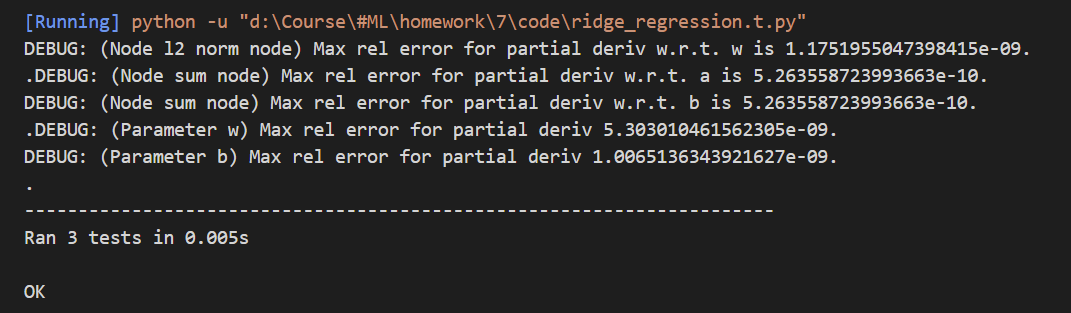 [Running] python -u "d:\Course\#ML\homework\7\code\ridge_regression.t.py"
DEBUG: (Node l2 norm node) Max rel error for partial deriv w.r.t. w is 1.1751955047398415e-09.
.DEBUG: (Node sum node) Max rel error for partial deriv w.r.t. a is 5.263558723993663e-10.
DEBUG: (Node sum node) Max rel error for partial deriv w.r.t. b is 5.263558723993663e-10.
.DEBUG: (Parameter w) Max rel error for partial deriv 5.303010461562305e-09.
DEBUG: (Parameter b) Max rel error for partial deriv 1.0065136343921627e-09.
.
----------------------------------------------------------------------
Ran 3 tests in 0.005s
OK